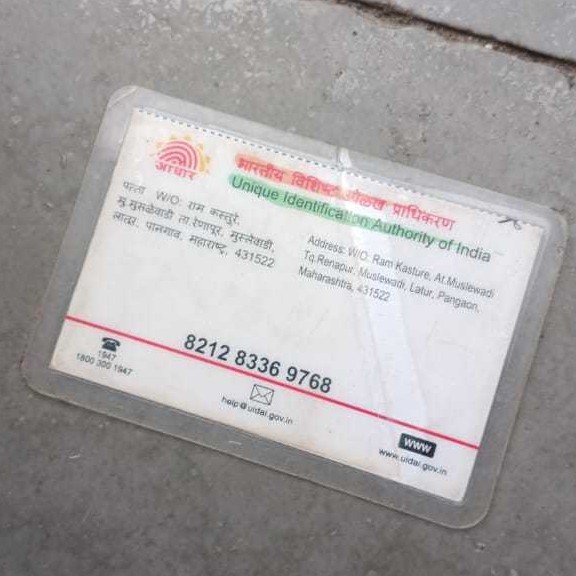 आधार
भारतीय विशिष्ट ओळख प्राधिकरण
Unique Identification Authority of India
पत्ता W/O: राम कस्तुरे,
मु.मुसळेवाडी ता.रेणापूर, मुस्लेवाडी,
लातूर, पानगाव, महाराष्ट्र, 431522
Address: W/O: Ram Kasture, At.Muslewadi
Tq.Renapur, Muslewadi, Latur, Pangaon,
Maharashtra, 431522
8212 8336 9768
1947
1800 300 1947
help@uidai.gov.in
WWW
www.uidai.gov.in